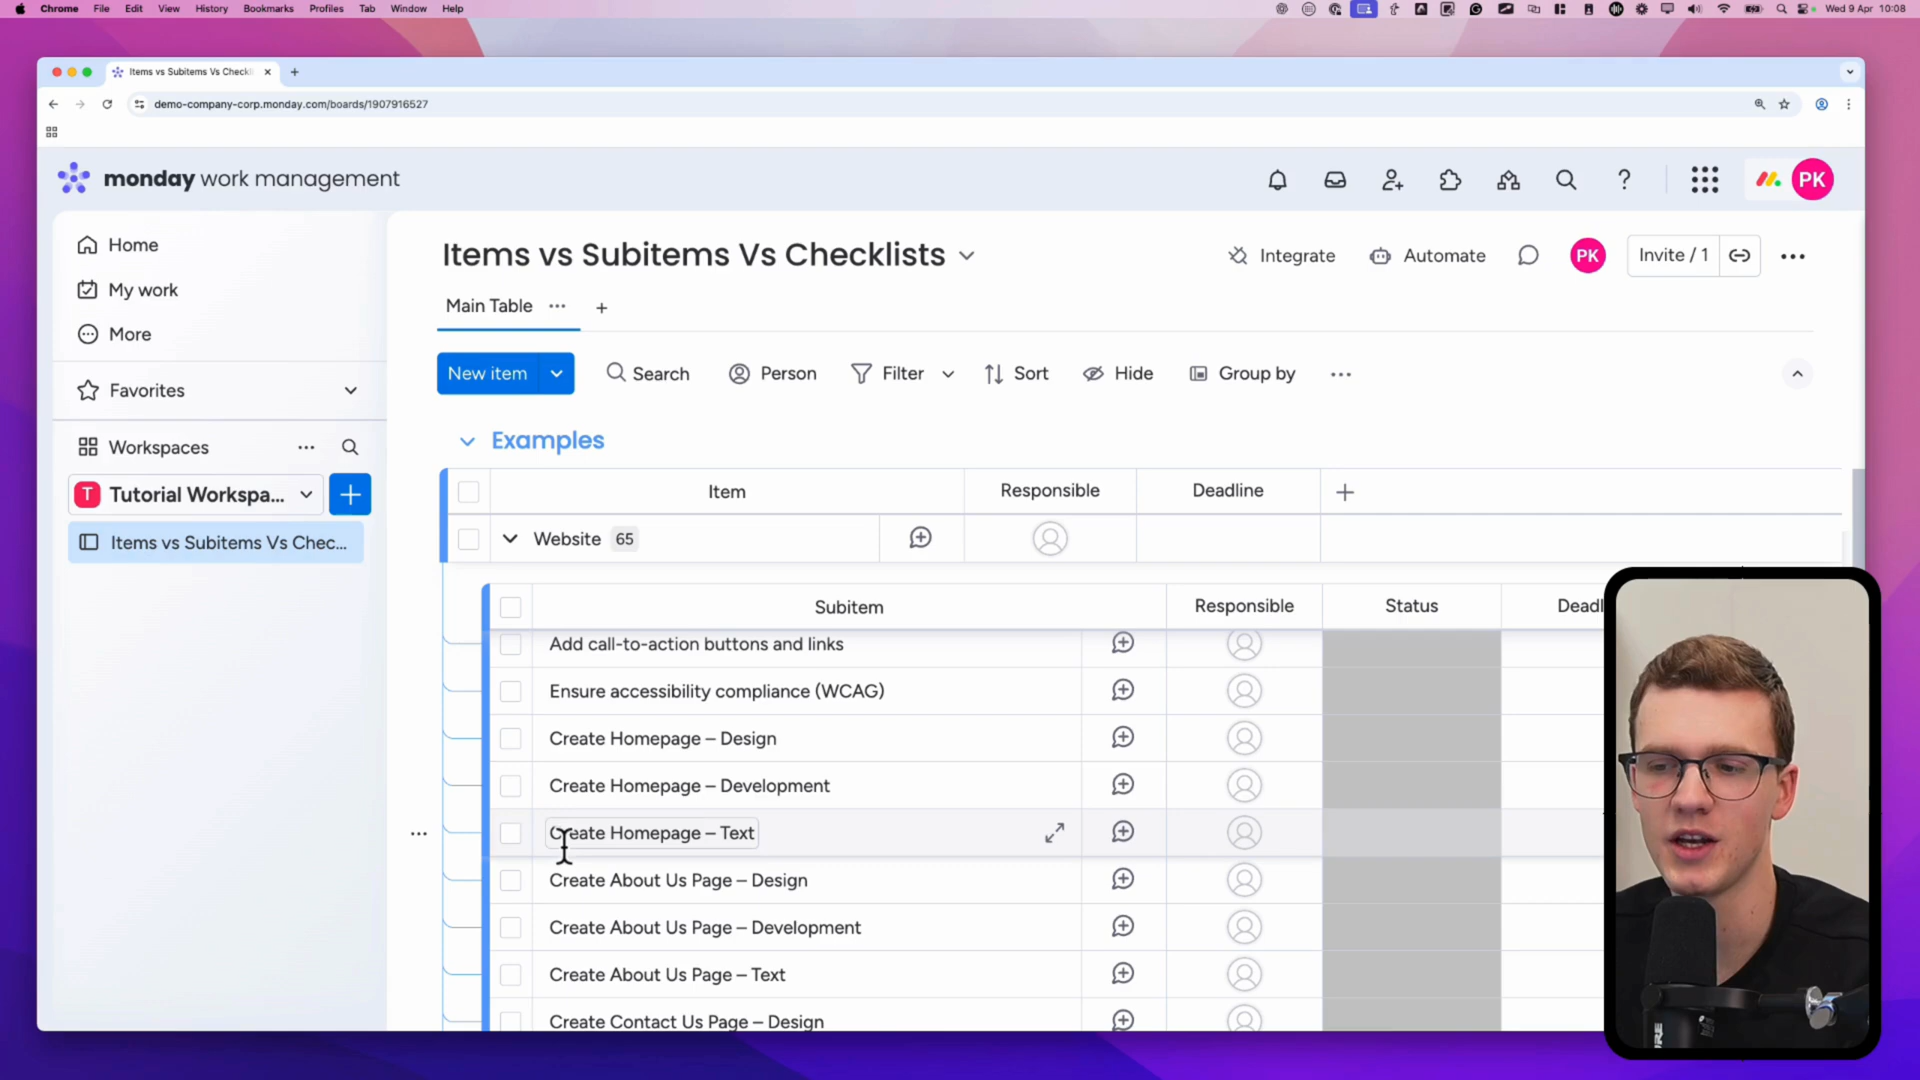 Chrome File Edit View History Bookmarks Profiles Tab Window Help Wed 9 Apr 10:08
Items vs Subitems Vs Checkli
demo-company-corp.monday.com/boards/1907916527
monday work management PK
Home
My work
More
Favorites
Workspaces
T Tutorial Workspa...
Items vs Subitems Vs Chec...
Items vs Subitems Vs Checklists
Integrate Automate PK Invite / 1
Main Table
New item Search Person Filter Sort Hide Group by
Examples
Item Responsible Deadline
Website 65
Subitem Responsible Status Deadl
Add call-to-action buttons and links
Ensure accessibility compliance (WCAG)
Create Homepage – Design
Create Homepage – Development
Create Homepage – Text
Create About Us Page – Design
Create About Us Page – Development
Create About Us Page – Text
Create Contact Us Page – Design